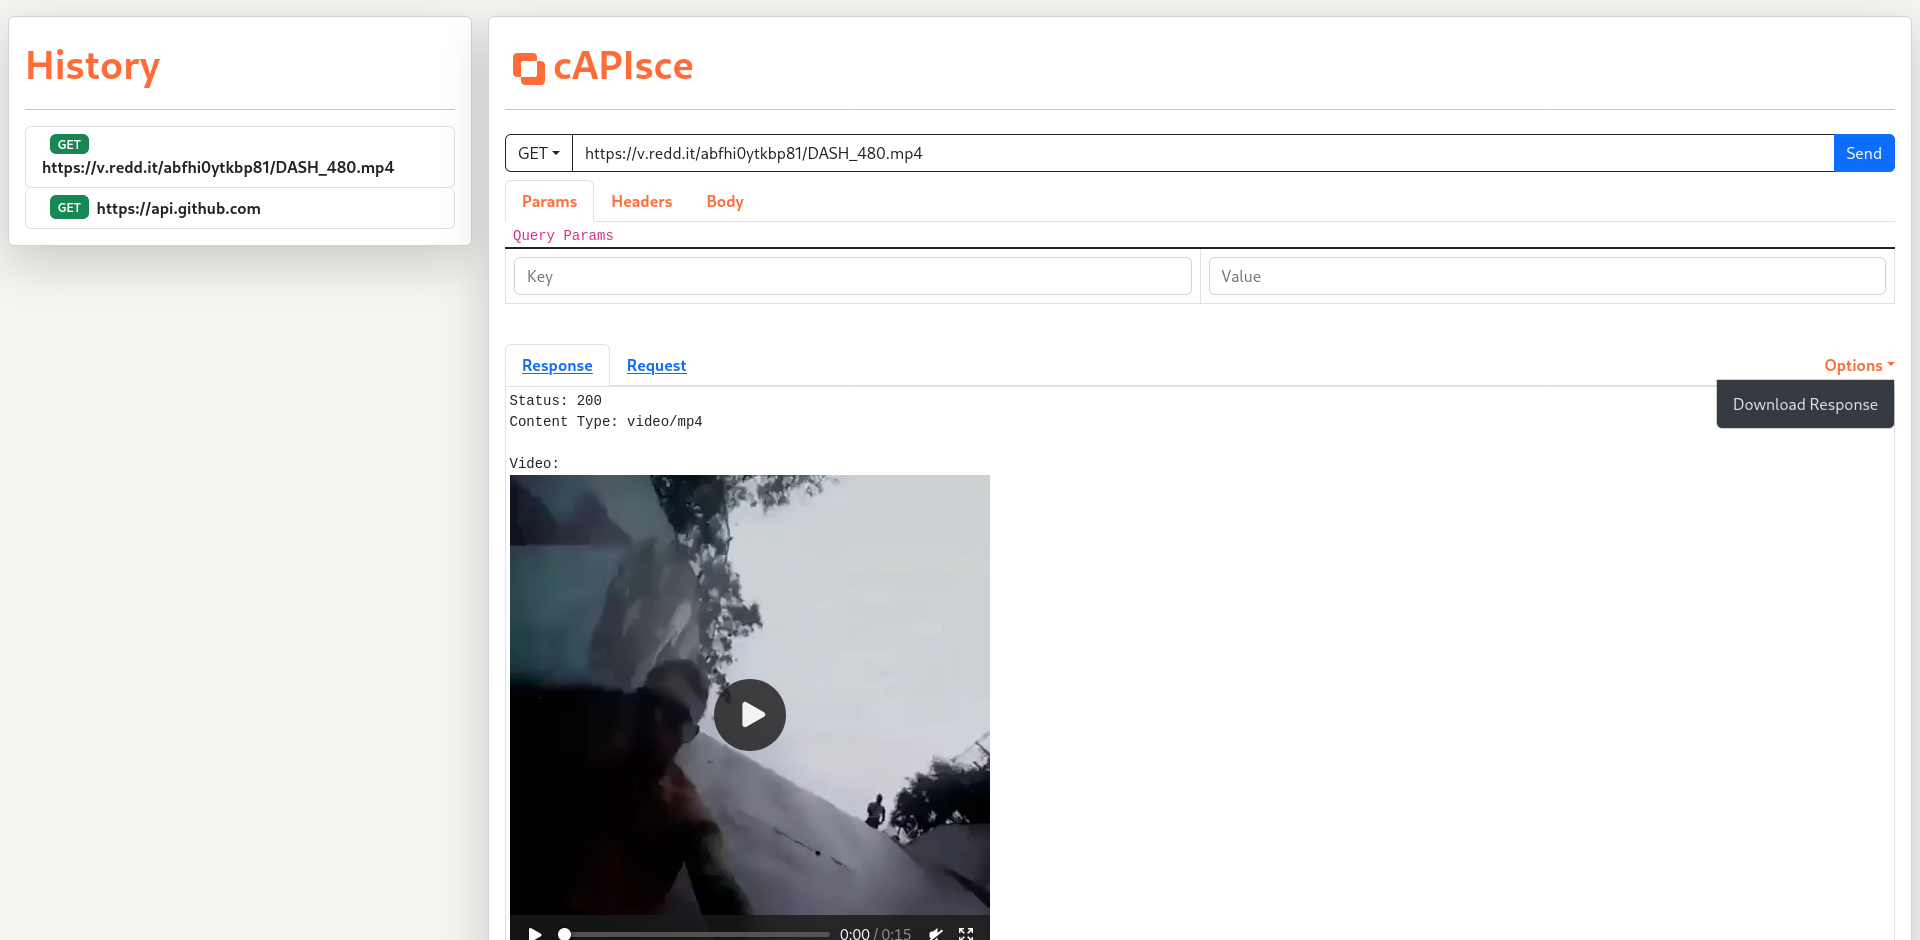 History
GET
https://v.redd.it/abfhi0ytkbp81/DASH_480.mp4
GET https://api.github.com
cAPIsce
GET https://v.redd.it/abfhi0ytkbp81/DASH_480.mp4 Send
Params Headers Body
Query Params
Key Value
Response Request Options
Download Response
Status: 200
Content Type: video/mp4
Video:
0:00 / 0:15